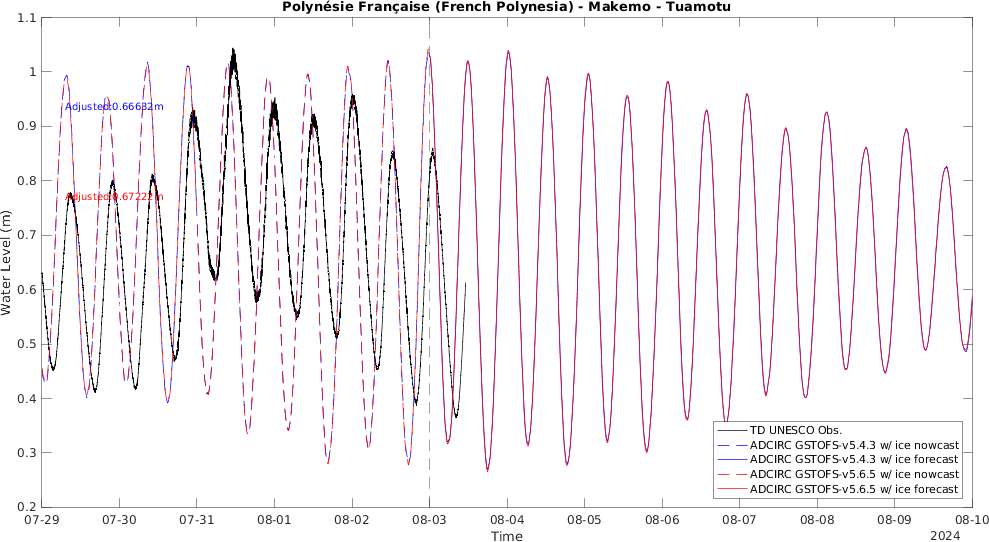 Polynésie Française (French Polynesia) - Makemo - Tuamotu
1.1
1
0.9
0.8
0.7
0.6
0.5
0.4
0.3
0.2
Water Level (m)
Adjusted:0.66632m
Adjusted:0.67222m
TD UNESCO Obs.
ADCIRC GSTOFS-v5.4.3 w/ ice nowcast
ADCIRC GSTOFS-v5.4.3 w/ ice forecast
ADCIRC GSTOFS-v5.6.5 w/ ice nowcast
ADCIRC GSTOFS-v5.6.5 w/ ice forecast
07-29 07-30 07-31 08-01 08-02 08-03 08-04 08-05 08-06 08-07 08-08 08-09 08-10
Time
2024